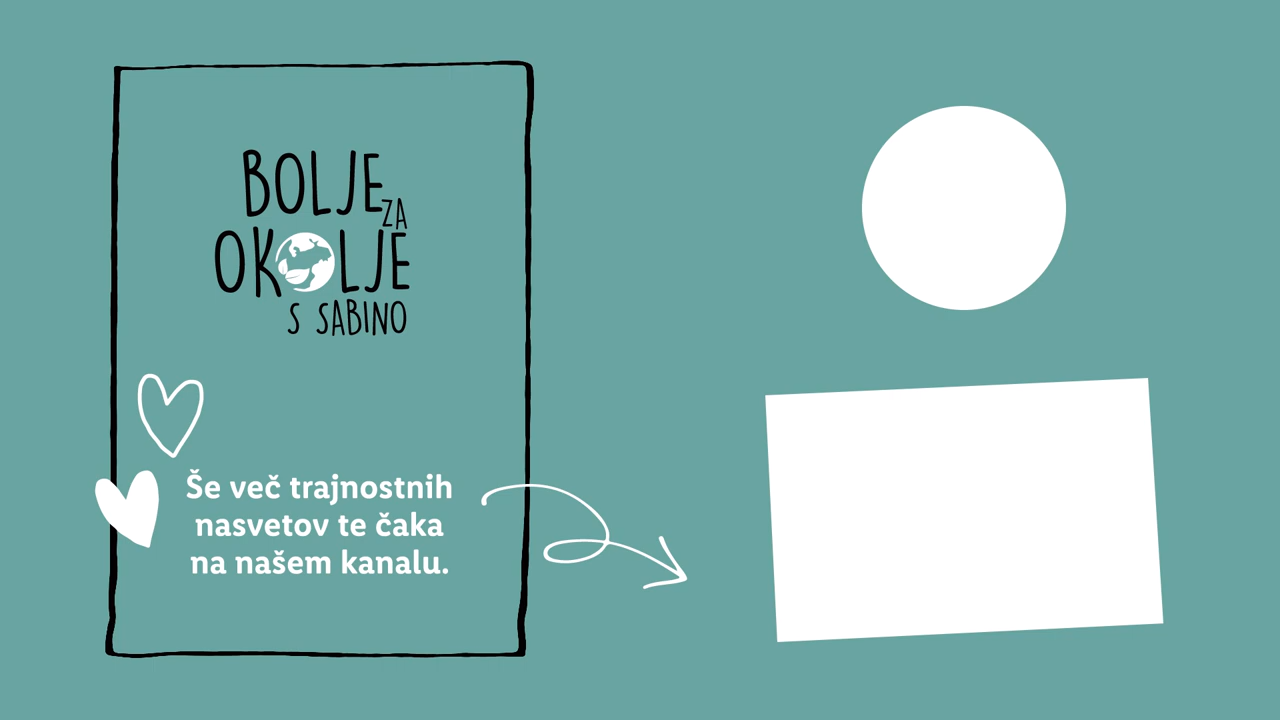 BOLJE
ZA
OKOLJE
S SABINO
Še več trajnostnih
nasvetov te čaka
na našem kanalu.